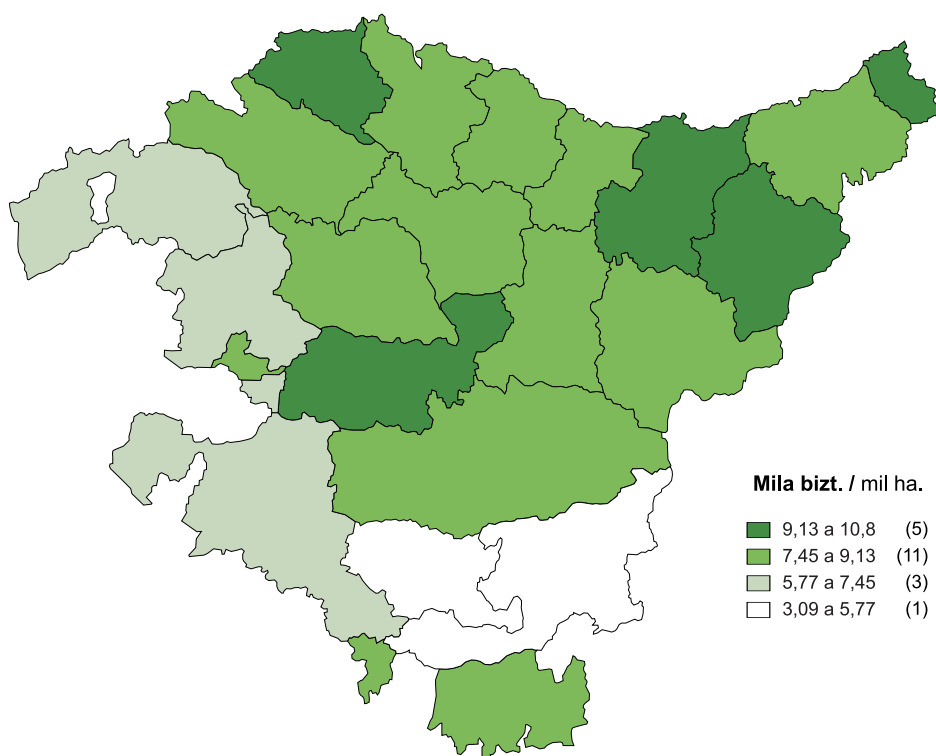 Mila bizt. / mil ha.
9,13 a 10,8 (5)
7,45 a 9,13 (11)
5,77 a 7,45 (3)
3,09 a 5,77 (1)